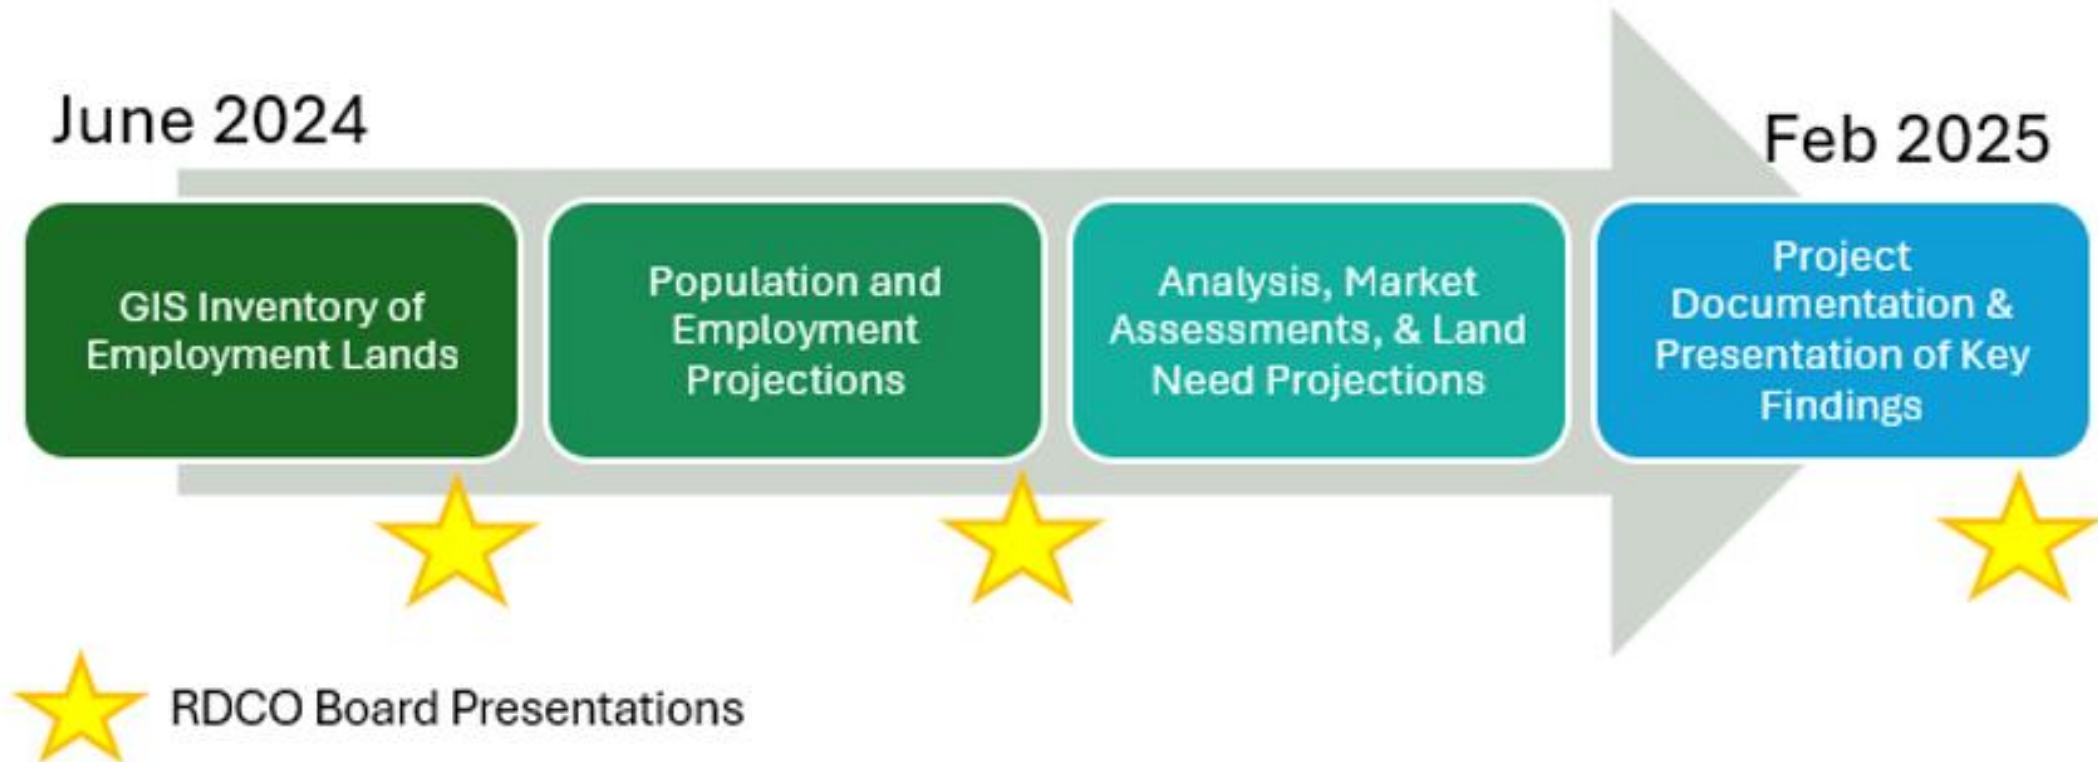 June 2024
Feb 2025
GIS Inventory of
Employment Lands
Population and
Employment
Projections
Analysis, Market
Assessments, & Land
Need Projections
Project
Documentation &
Presentation of Key
Findings
RDCO Board Presentations